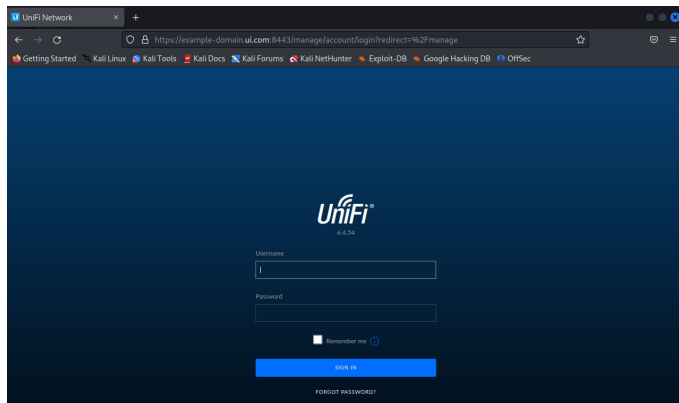 UniFi Network
https://example-domain.ui.com:8443/manage/account/login?redirect=%2Fmanage
Getting Started Kali Linux Kali Tools Kali Docs Kali Forums Kali NetHunter Exploit-DB Google Hacking DB OffSec
UniFi
6.4.54
Username
Password
Remember me
SIGN IN
FORGOT PASSWORD?